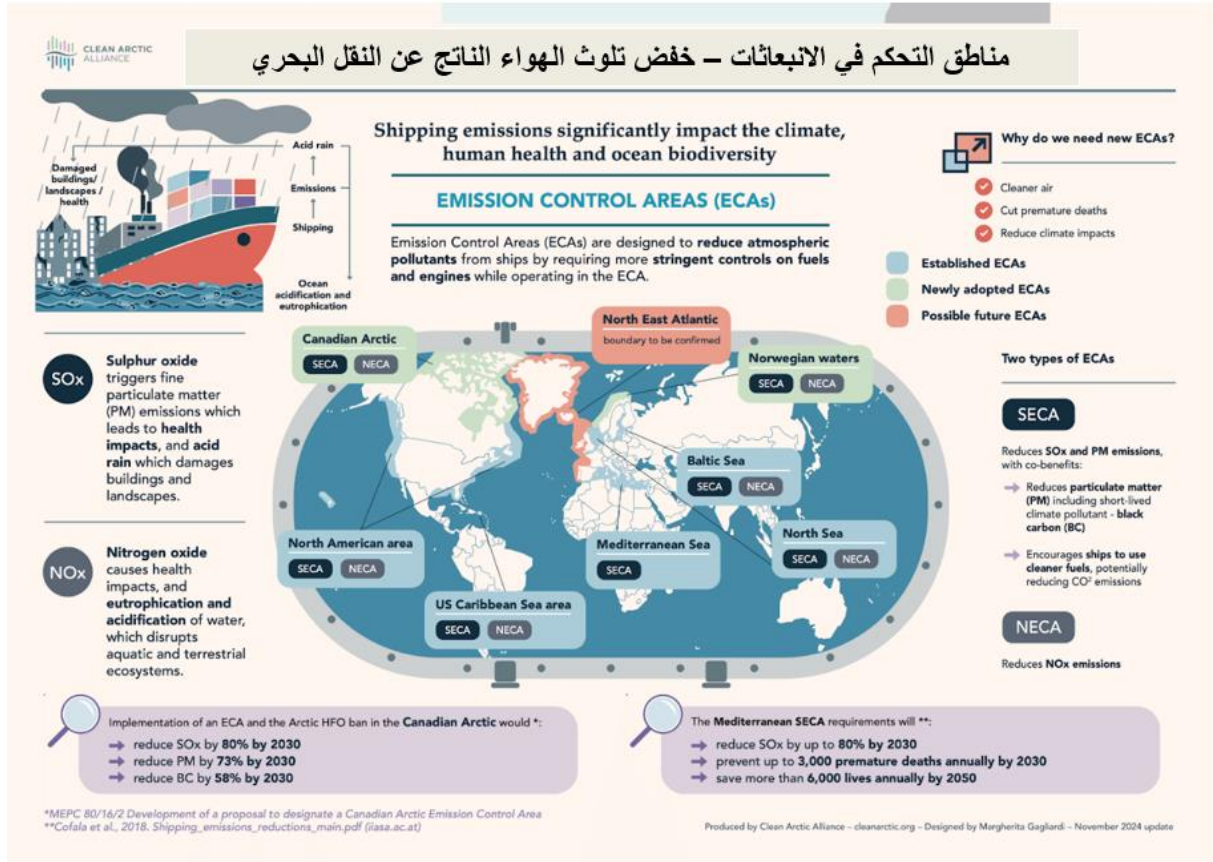 CLEAN ARCTIC
ALLIANCE
مناطق التحكم في الانبعاثات – خفض تلوث الهواء الناتج عن النقل البحري
Damaged
buildings/
landscapes /
health
Acid rain
Emissions
Shipping
Ocean
acidification and
eutrophication
Shipping emissions significantly impact the climate,
human health and ocean biodiversity
EMISSION CONTROL AREAS (ECAs)
Emission Control Areas (ECAs) are designed to reduce atmospheric
pollutants from ships by requiring more stringent controls on fuels
and engines while operating in the ECA.
Why do we need new ECAs?
Cleaner air
Cut premature deaths
Reduce climate impacts
Established ECAs
Newly adopted ECAs
Possible future ECAs
SOx
Sulphur oxide
triggers fine
particulate matter
(PM) emissions which
leads to health
impacts, and acid
rain which damages
buildings and
landscapes.
NOx
Nitrogen oxide
causes health
impacts, and
eutrophication and
acidification of water,
which disrupts
aquatic and terrestrial
ecosystems.
Canadian Arctic
SECA NECA
North East Atlantic
boundary to be confirmed
Norwegian waters
SECA NECA
Baltic Sea
SECA NECA
North American area
SECA NECA
Mediterranean Sea
SECA
North Sea
SECA NECA
US Caribbean Sea area
SECA NECA
Two types of ECAs
SECA
Reduces SOx and PM emissions,
with co-benefits:
Reduces particulate matter
(PM) including short-lived
climate pollutant - black
carbon (BC)
Encourages ships to use
cleaner fuels, potentially
reducing CO² emissions
NECA
Reduces NOx emissions
Implementation of an ECA and the Arctic HFO ban in the Canadian Arctic would *:
reduce SOx by 80% by 2030
reduce PM by 73% by 2030
reduce BC by 58% by 2030
The Mediterranean SECA requirements will **:
reduce SOx by up to 80% by 2030
prevent up to 3,000 premature deaths annually by 2030
save more than 6,000 lives annually by 2050
*MEPC 80/16/2 Development of a proposal to designate a Canadian Arctic Emission Control Area
**Cofala et al., 2018. Shipping_emissions_reductions_main.pdf (iiasa.ac.at)
Produced by Clean Arctic Alliance – cleanarctic.org – Designed by Margherita Gagliardi – November 2024 update